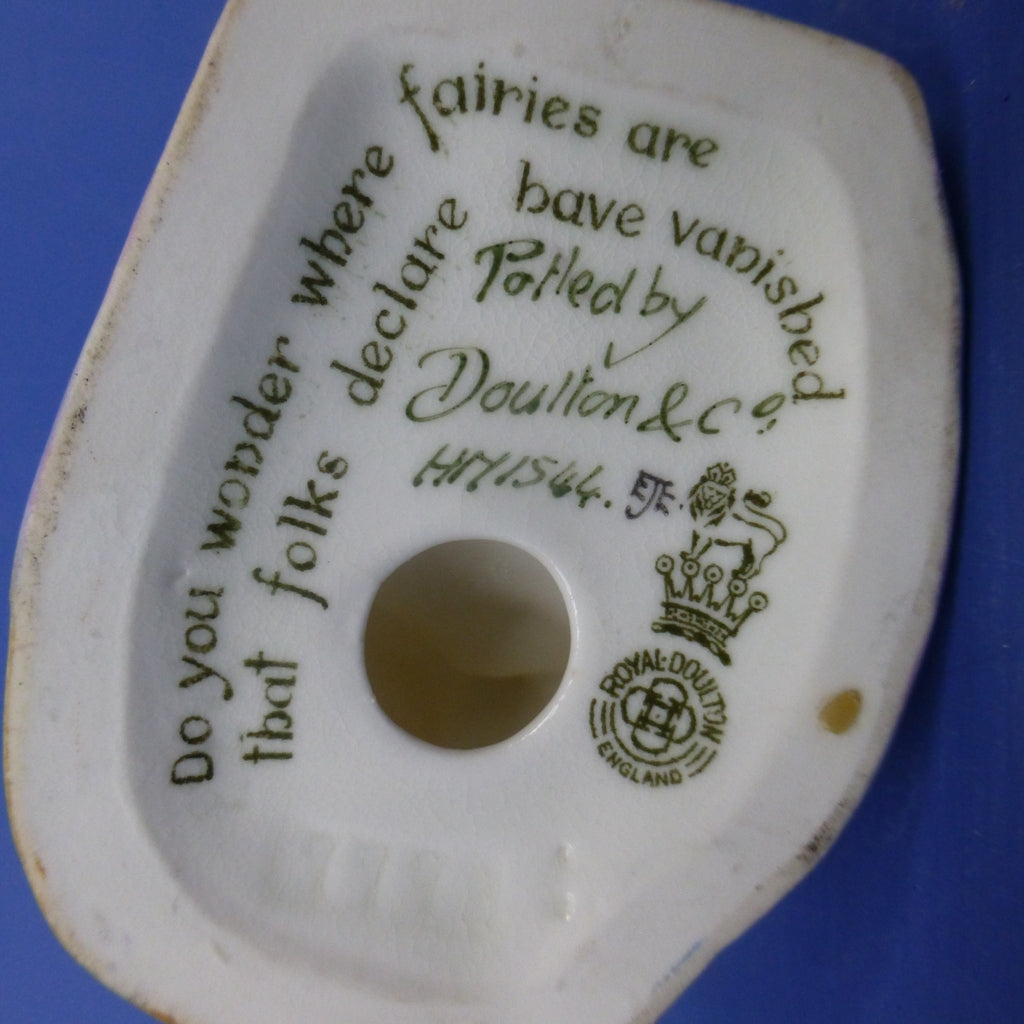 Do you wonder where fairies are
that folks declare have vanished
Potted by
Doulton & Co.
HN1544.
EJE.
ROYAL·DOULTON
ENGLAND